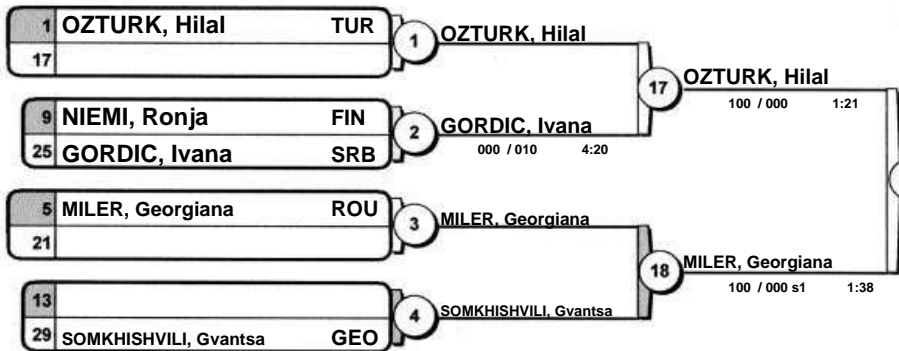 1 OZTURK, Hilal TUR
17
1
OZTURK, Hilal
9 NIEMI, Ronja FIN
25 GORDIC, Ivana SRB
2
GORDIC, Ivana
000 / 010 4:20
17
OZTURK, Hilal
100 / 000 1:21
5 MILER, Georgiana ROU
21
3
MILER, Georgiana
13
29 SOMKHISHVILI, Gvantsa GEO
4
SOMKHISHVILI, Gvantsa
18
MILER, Georgiana
100 / 000 s1 1:38